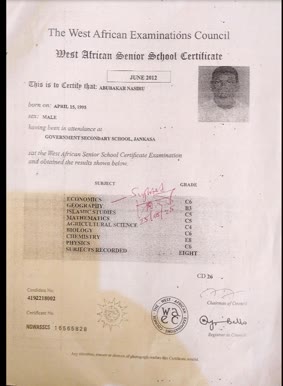 The West African Examinations Council
West African Senior School Certificate
JUNE 2012
This is to Certify that: ABUBAKAR NASIRU
born on: APRIL 15, 1991
sex: MALE
having been in attendance at
GOVERNMENT SECONDARY SCHOOL, JANKASA
sat the West African Senior School Certificate Examination
and obtained the results shown below.
SUBJECT GRADE
ECONOMICS C6
GEOGRAPHY B3
ISLAMIC STUDIES C5
MATHEMATICS C5
AGRICULTURAL SCIENCE C4
BIOLOGY C6
CHEMISTRY E8
PHYSICS C6
SUBJECTS RECORDED EIGHT
Candidate No.
4192218002
Chairman of Council
Certificate No.
16565828
Registrar to Council